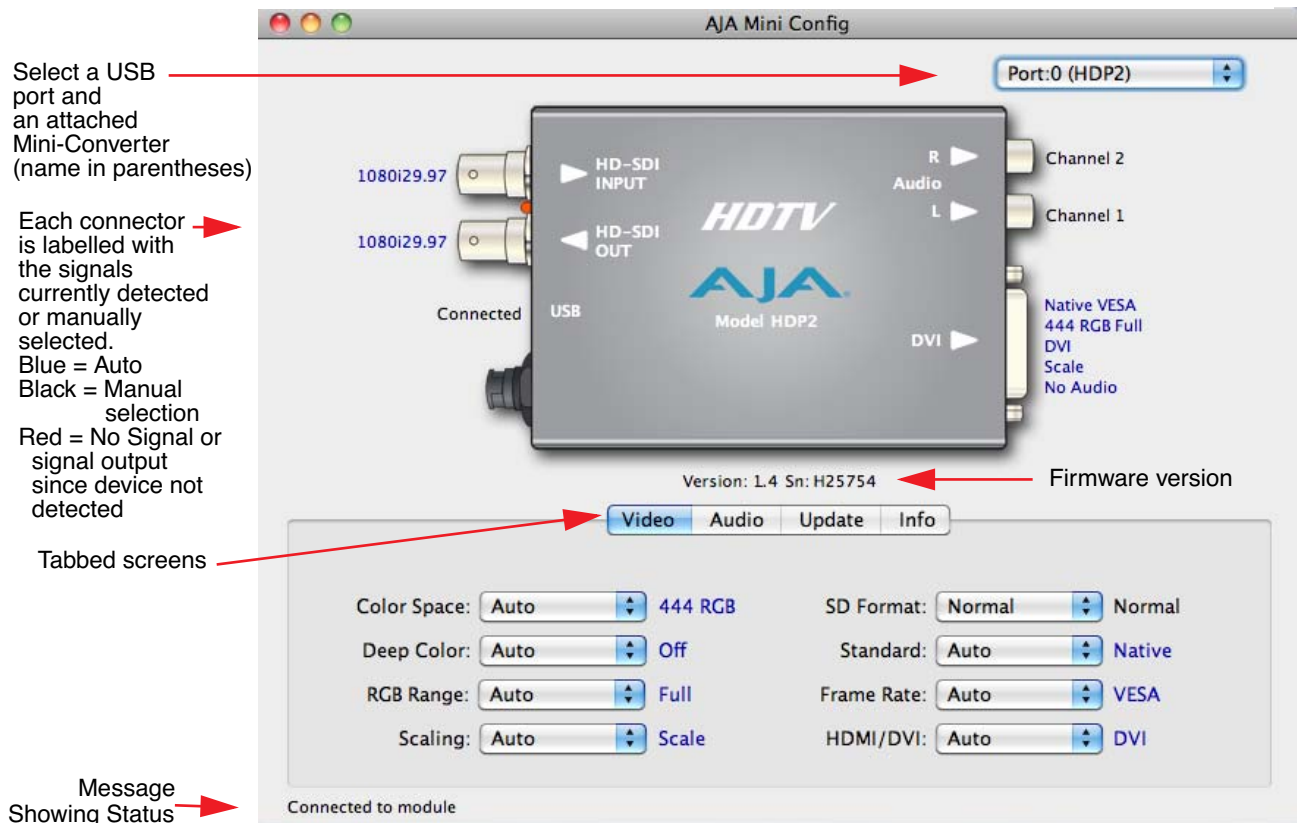 AJA Mini Config
Select a USB
port and
an attached
Mini-Converter
(name in parentheses)
Port:0 (HDP2)
Each connector
is labelled with
the signals
currently detected
or manually
selected.
Blue = Auto
Black = Manual
selection
Red = No Signal or
signal output
since device not
detected
1080i29.97
HD-SDI
INPUT
1080i29.97
HD-SDI
OUT
Connected
USB
HDTV
AJA
Model HDP2
R
Audio
L
Channel 2
Channel 1
DVI
Native VESA
444 RGB Full
DVI
Scale
No Audio
Version: 1.4 Sn: H25754
Firmware version
Tabbed screens
Video Audio Update Info
Color Space: Auto 444 RGB
Deep Color: Auto Off
RGB Range: Auto Full
Scaling: Auto Scale
SD Format: Normal Normal
Standard: Auto Native
Frame Rate: Auto VESA
HDMI/DVI: Auto DVI
Message
Showing Status
Connected to module